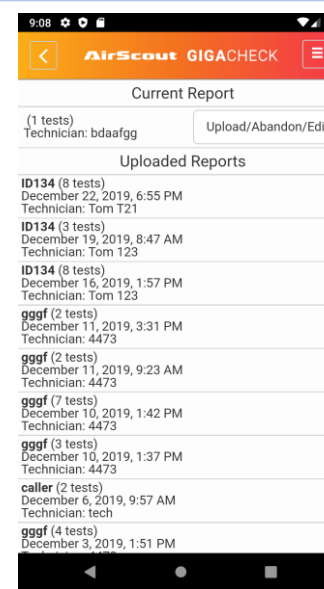 9:08
AirScout GIGACHECK
Current Report
(1 tests)
Technician: bdaafgg
Upload/Abandon/Edi
Uploaded Reports
ID134 (8 tests)
December 22, 2019, 6:55 PM
Technician: Tom T21
ID134 (3 tests)
December 19, 2019, 8:47 AM
Technician: Tom 123
ID134 (8 tests)
December 16, 2019, 1:57 PM
Technician: Tom 123
gggf (2 tests)
December 11, 2019, 3:31 PM
Technician: 4473
gggf (2 tests)
December 11, 2019, 9:23 AM
Technician: 4473
gggf (7 tests)
December 10, 2019, 1:42 PM
Technician: 4473
gggf (3 tests)
December 10, 2019, 1:37 PM
Technician: 4473
caller (2 tests)
December 6, 2019, 9:57 AM
Technician: tech
gggf (4 tests)
December 3, 2019, 1:51 PM